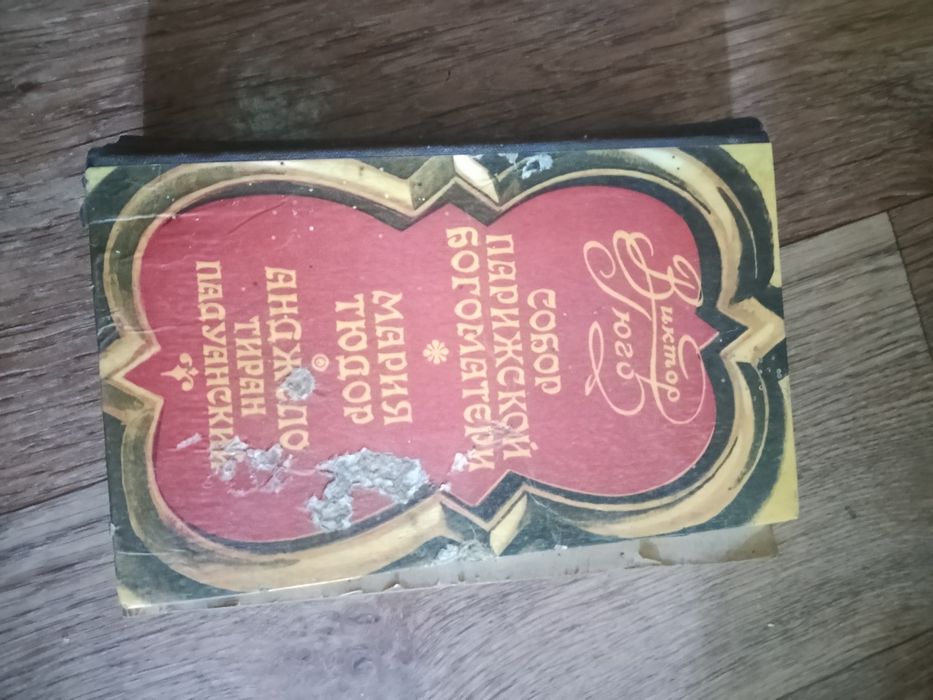 Виктор
Гюго
СОБОР
ПАРИЖСКОЙ
БОГОМАТЕРИ
МАРИЯ
ТЮДОР
АНДЖЕЛО
ТИРАН
ПАДУАНСКИЙ